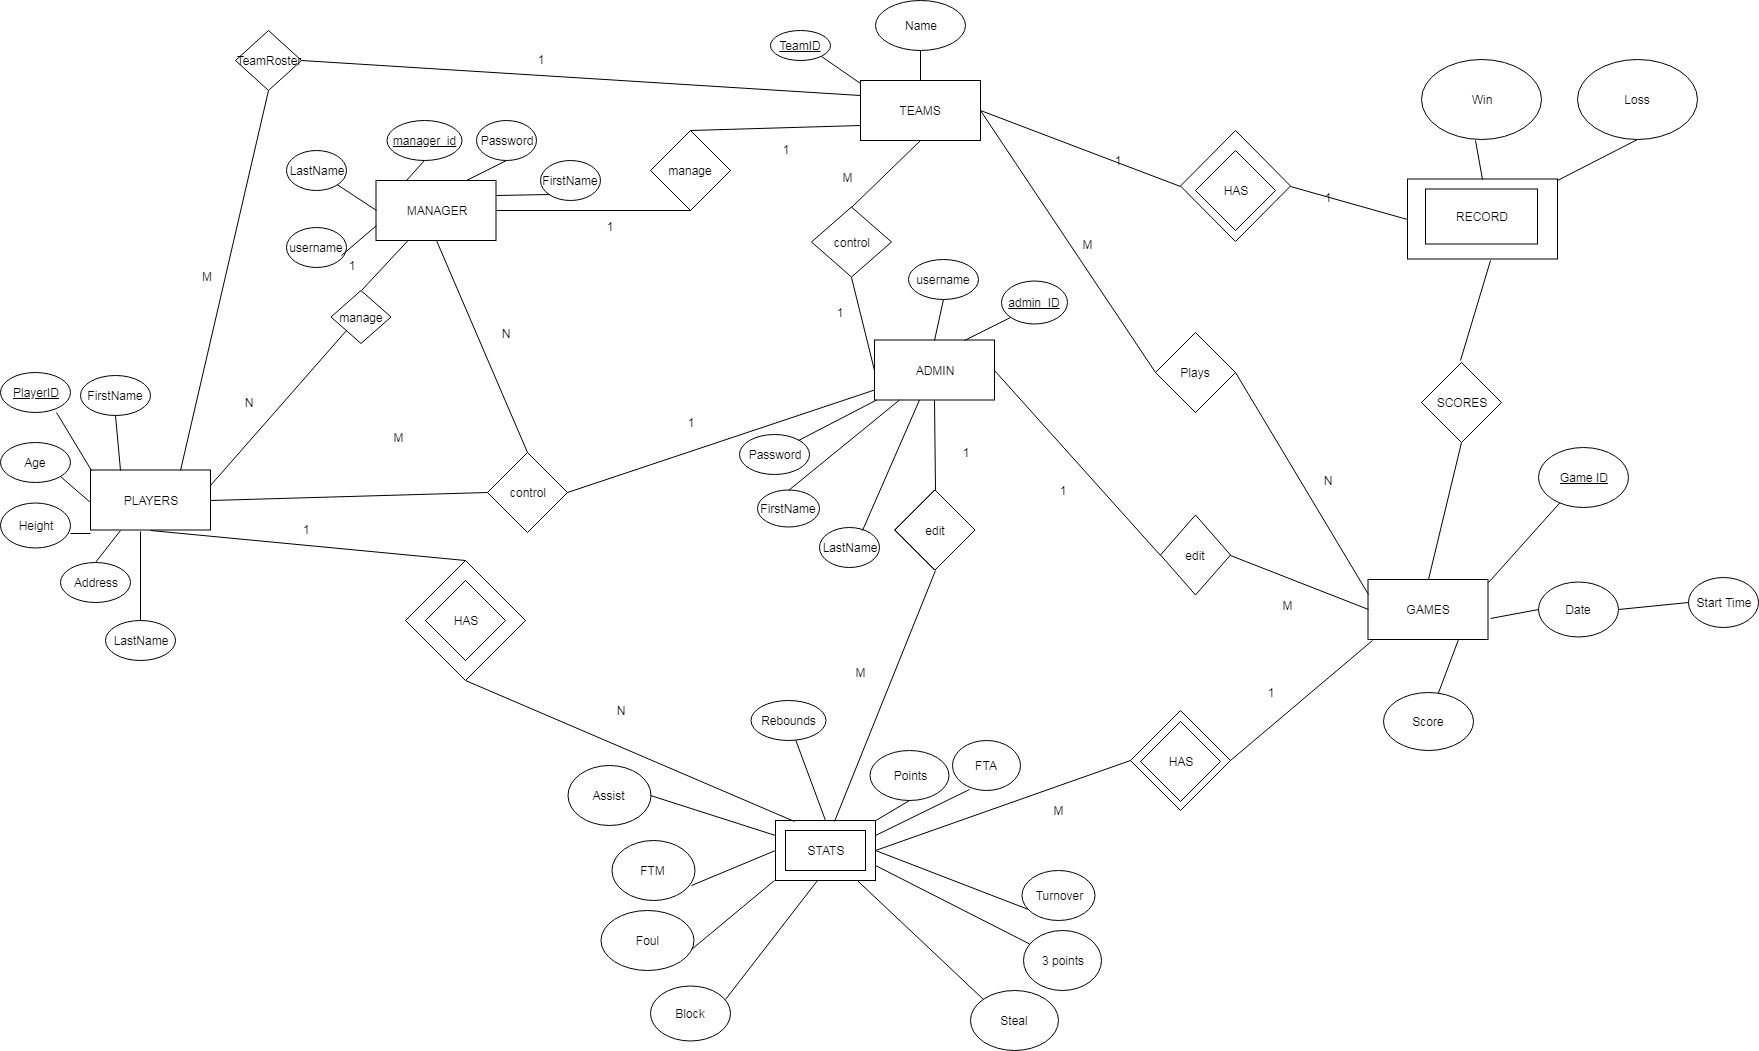 Name
TeamID
TeamRoster
1
TEAMS
Win
Loss
manager_id
Password
1
1
LastName
FirstName
manage
M
HAS
1
MANAGER
RECORD
1
username
control
M
M
1
username
admin_ID
manage
1
N
ADMIN
Plays
PlayerID
FirstName
N
SCORES
M
1
Age
Password
1
Game ID
N
1
PLAYERS
control
FirstName
Height
1
edit
LastName
edit
Address
M
GAMES
Date
Start Time
HAS
LastName
M
1
N
Rebounds
Score
HAS
Points
FTA
Assist
M
STATS
FTM
Turnover
Foul
3 points
Block
Steal